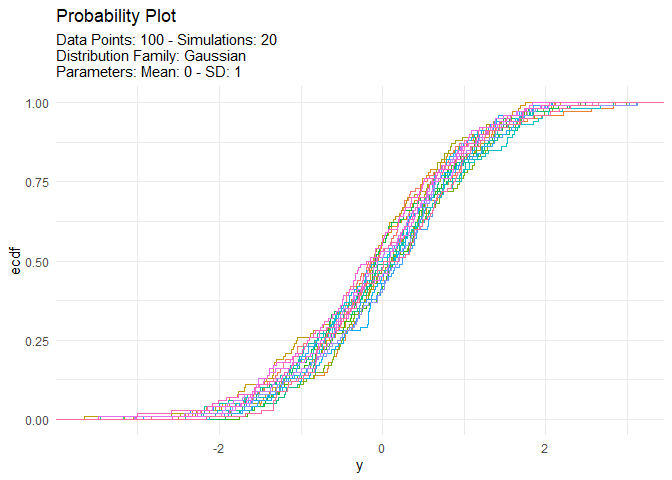 Probability Plot
Data Points: 100 - Simulations: 20
Distribution Family: Gaussian
Parameters: Mean: 0 - SD: 1
1.00
0.75
0.50
0.25
0.00
ecdf
-2
0
2
y